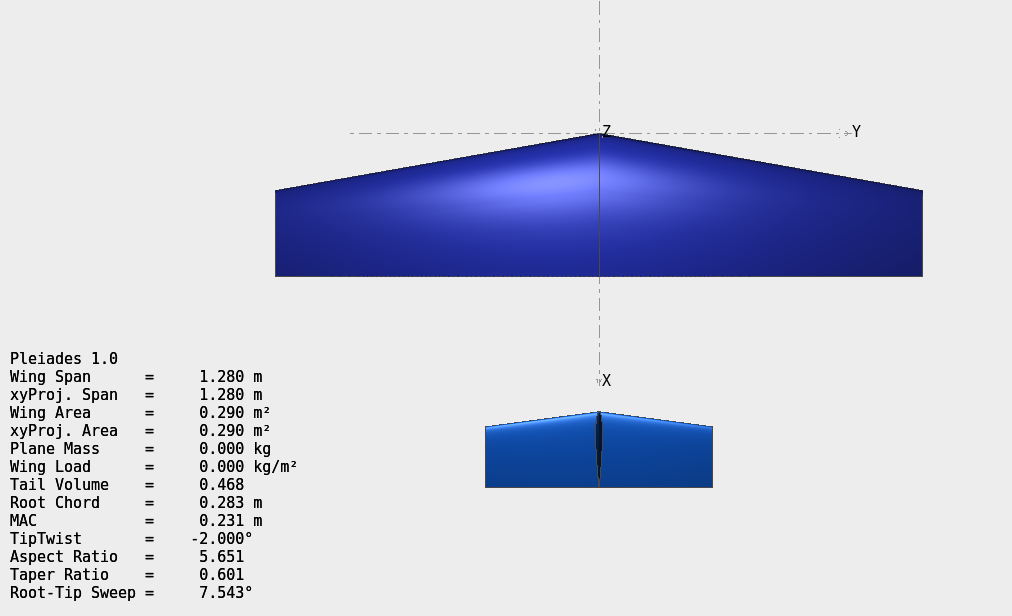 Z
Y
X
Pleiades 1.0
Wing Span = 1.280 m
xyProj. Span = 1.280 m
Wing Area = 0.290 m²
xyProj. Area = 0.290 m²
Plane Mass = 0.000 kg
Wing Load = 0.000 kg/m²
Tail Volume = 0.468
Root Chord = 0.283 m
MAC = 0.231 m
TipTwist = -2.000°
Aspect Ratio = 5.651
Taper Ratio = 0.601
Root-Tip Sweep = 7.543°